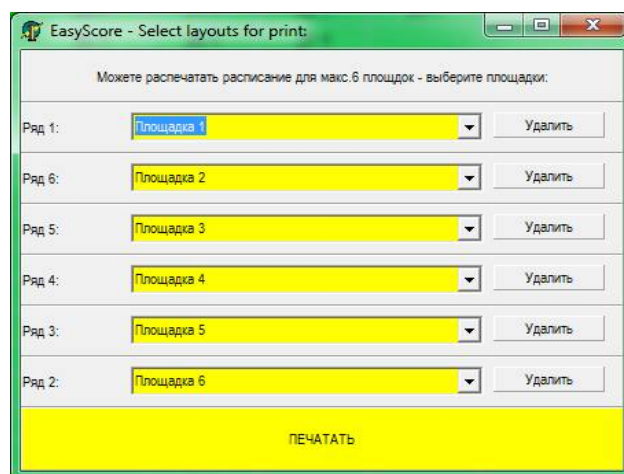 EasyScore - Select layouts for print:
Можете распечатать расписание для макс.6 площдок - выберите площадки:
Ряд 1: Площадка 1 Удалить
Ряд 6: Площадка 2 Удалить
Ряд 5: Площадка 3 Удалить
Ряд 4: Площадка 4 Удалить
Ряд 3: Площадка 5 Удалить
Ряд 2: Площадка 6 Удалить
ПЕЧАТАТЬ